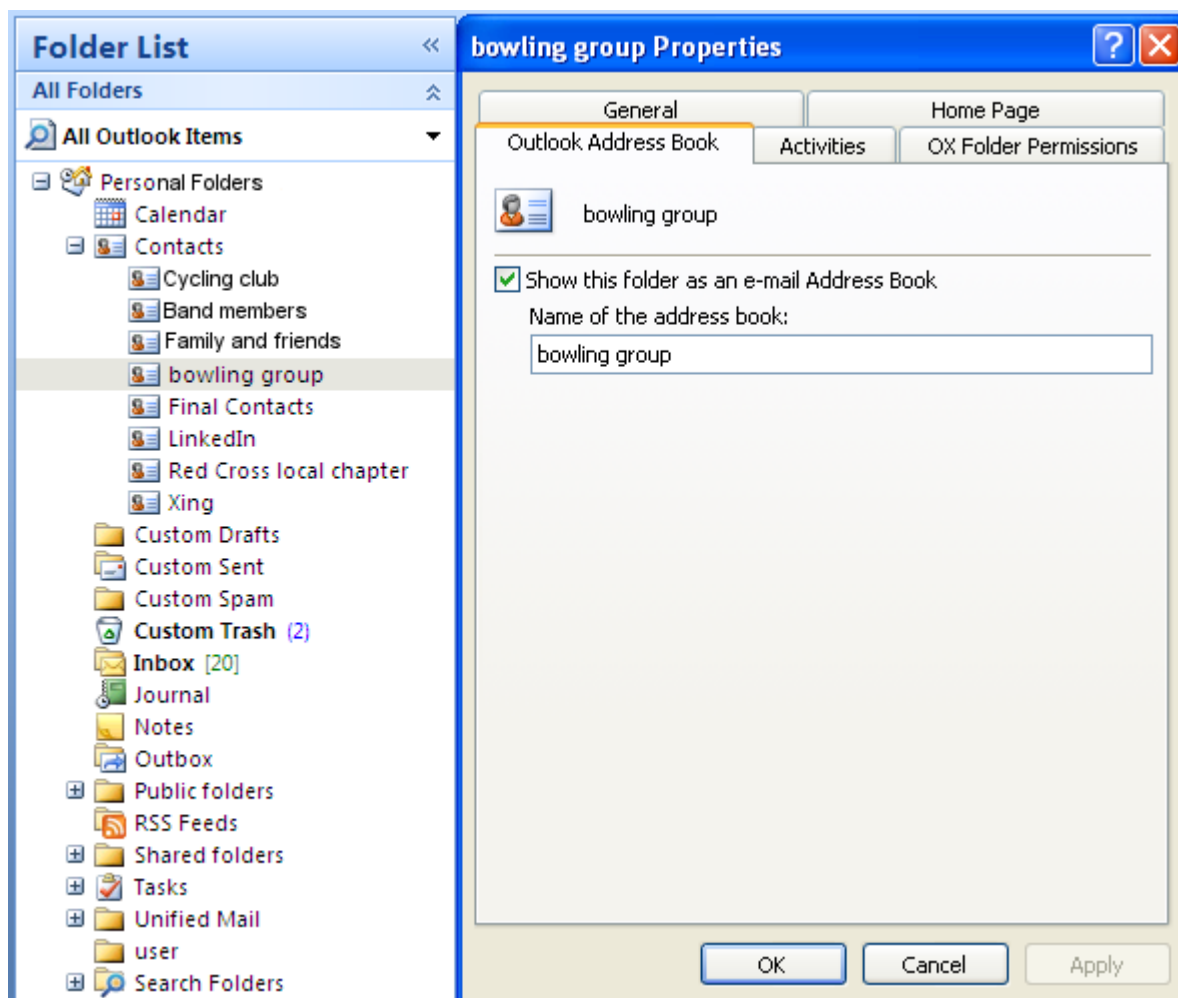 Folder List
All Folders
All Outlook Items
Personal Folders
Calendar
Contacts
Cycling club
Band members
Family and friends
bowling group
Final Contacts
LinkedIn
Red Cross local chapter
Xing
Custom Drafts
Custom Sent
Custom Spam
Custom Trash (2)
Inbox [20]
Journal
Notes
Outbox
Public folders
RSS Feeds
Shared folders
Tasks
Unified Mail
user
Search Folders
bowling group Properties
General Home Page
Outlook Address Book Activities OX Folder Permissions
bowling group
Show this folder as an e-mail Address Book
Name of the address book:
bowling group
OK Cancel Apply